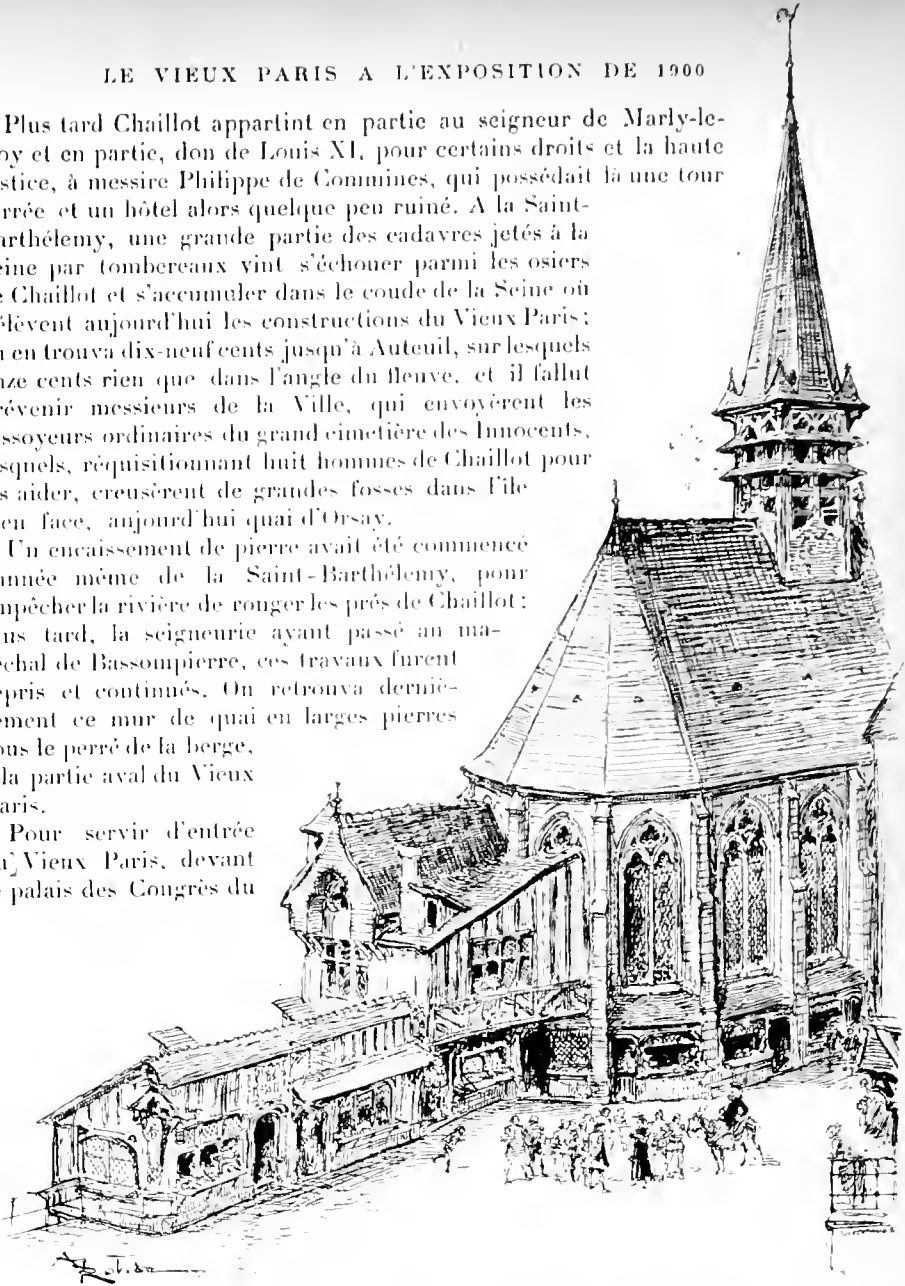 LE VIEUX PARIS A L'EXPOSITION DE 1900
Plus tard Chaillot appartint en partie au seigneur de Marly-le-
oy et en partie, don de Louis XI, pour certains droits et la haute
stice, à messire Philippe de Commines, qui possédait là une tour
rrée et un hôtel alors quelque peu ruiné. A la Saint-
arthélemy, une grande partie des cadavres jetés à la
eine par tombereaux vint s'échouer parmi les osiers
e Chaillot et s'accumuler dans le coude de la Seine où
élèvent aujourd'hui les constructions du Vieux Paris;
n en trouva dix-neuf cents jusqu'à Auteuil, sur lesquels
nze cents rien que dans l'angle du fleuve, et il fallut
révenir messieurs de la Ville, qui envoyèrent les
ssoyeurs ordinaires du grand cimetière des Innocents,
squels, réquisitionnant huit hommes de Chaillot pour
s aider, creusèrent de grandes fosses dans l'île
en face, aujourd'hui quai d'Orsay.
Un encaissement de pierre avait été commencé
année même de la Saint-Barthélemy, pour
mpêcher la rivière de ronger les prés de Chaillot;
us tard, la seigneurie ayant passé au ma-
échal de Bassompierre, ces travaux furent
epris et continués. On retrouva derniè-
ement ce mur de quai en larges pierres
ous le perré de la berge,
la partie aval du Vieux
aris.
Pour servir d'entrée
u Vieux Paris, devant
e palais des Congrès du
A Robida